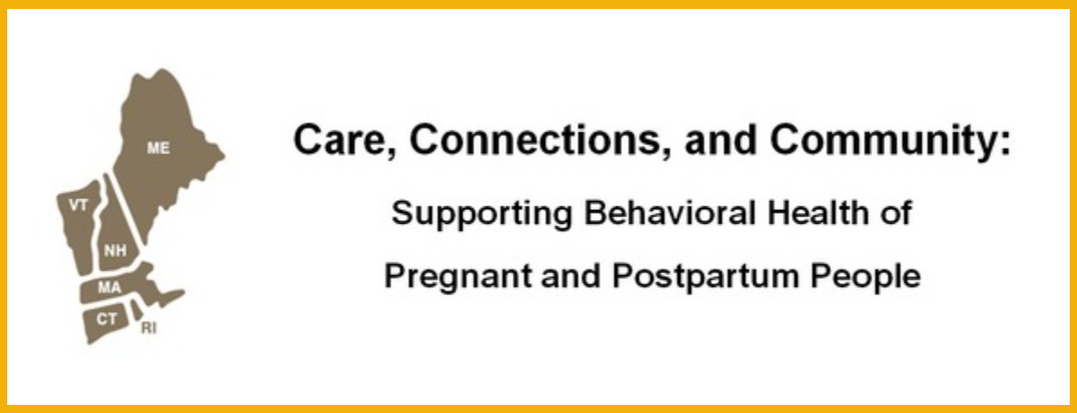 ME
VT
NH
MA
CT
RI
Care, Connections, and Community:
Supporting Behavioral Health of
Pregnant and Postpartum People